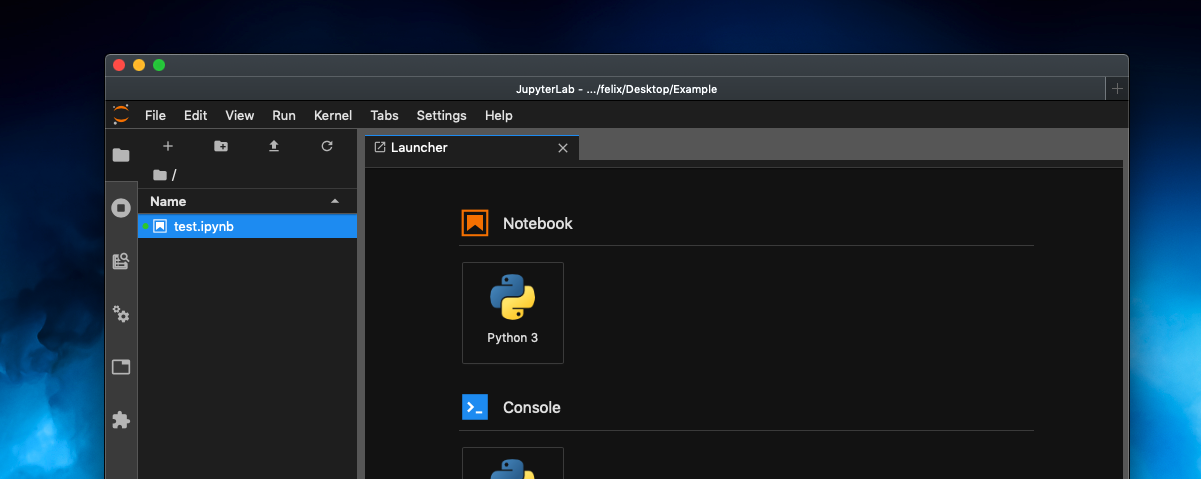 JupyterLab - .../felix/Desktop/Example
File Edit View Run Kernel Tabs Settings Help
Launcher
/
Name
test.ipynb
Notebook
Python 3
Console